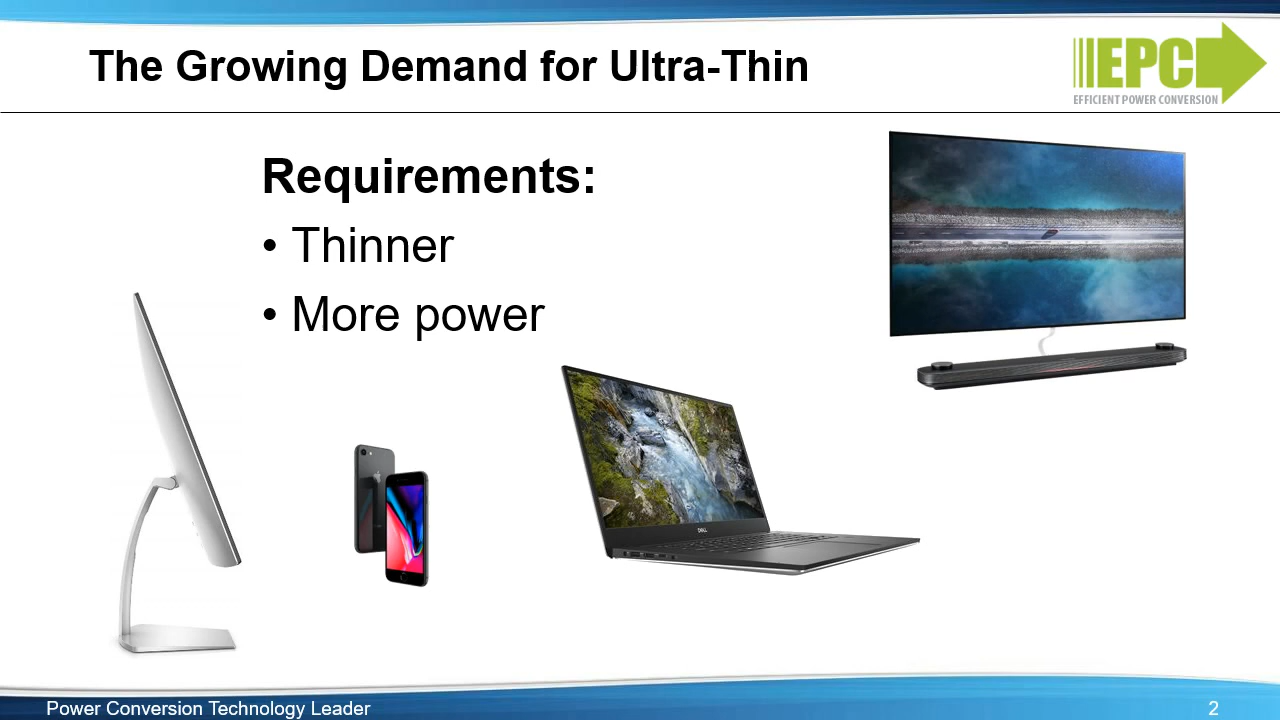 The Growing Demand for Ultra-Thin
EPC
EFFICIENT POWER CONVERSION
Requirements:
• Thinner
• More power
DELL
Power Conversion Technology Leader
2